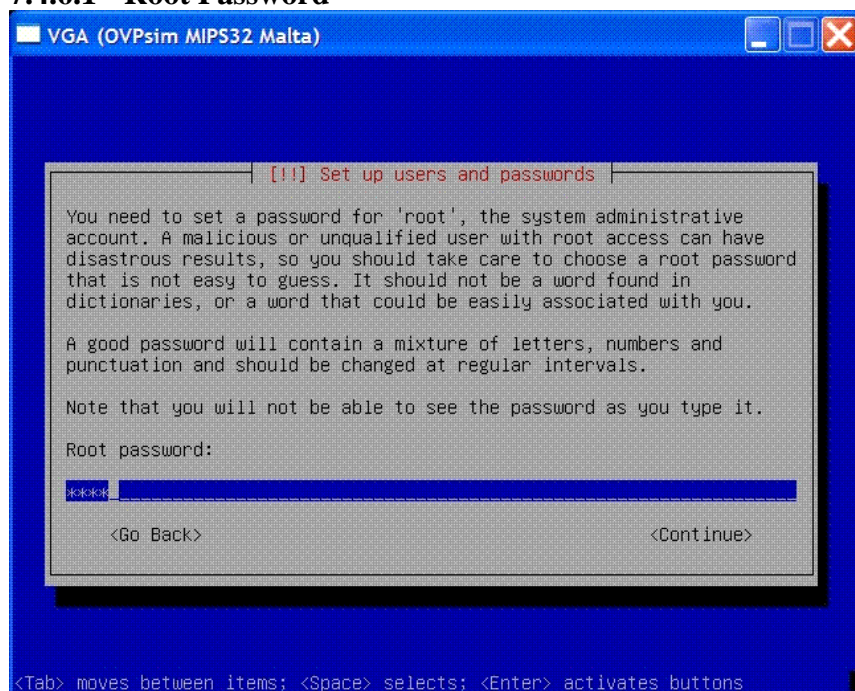 7.4.6.1 Root Password
VGA (OVPsim MIPS32 Malta)
[!!] Set up users and passwords
You need to set a password for 'root', the system administrative
account. A malicious or unqualified user with root access can have
disastrous results, so you should take care to choose a root password
that is not easy to guess. It should not be a word found in
dictionaries, or a word that could be easily associated with you.
A good password will contain a mixture of letters, numbers and
punctuation and should be changed at regular intervals.
Note that you will not be able to see the password as you type it.
Root password:
****
<Go Back> <Continue>
<Tab> moves between items; <Space> selects; <Enter> activates buttons